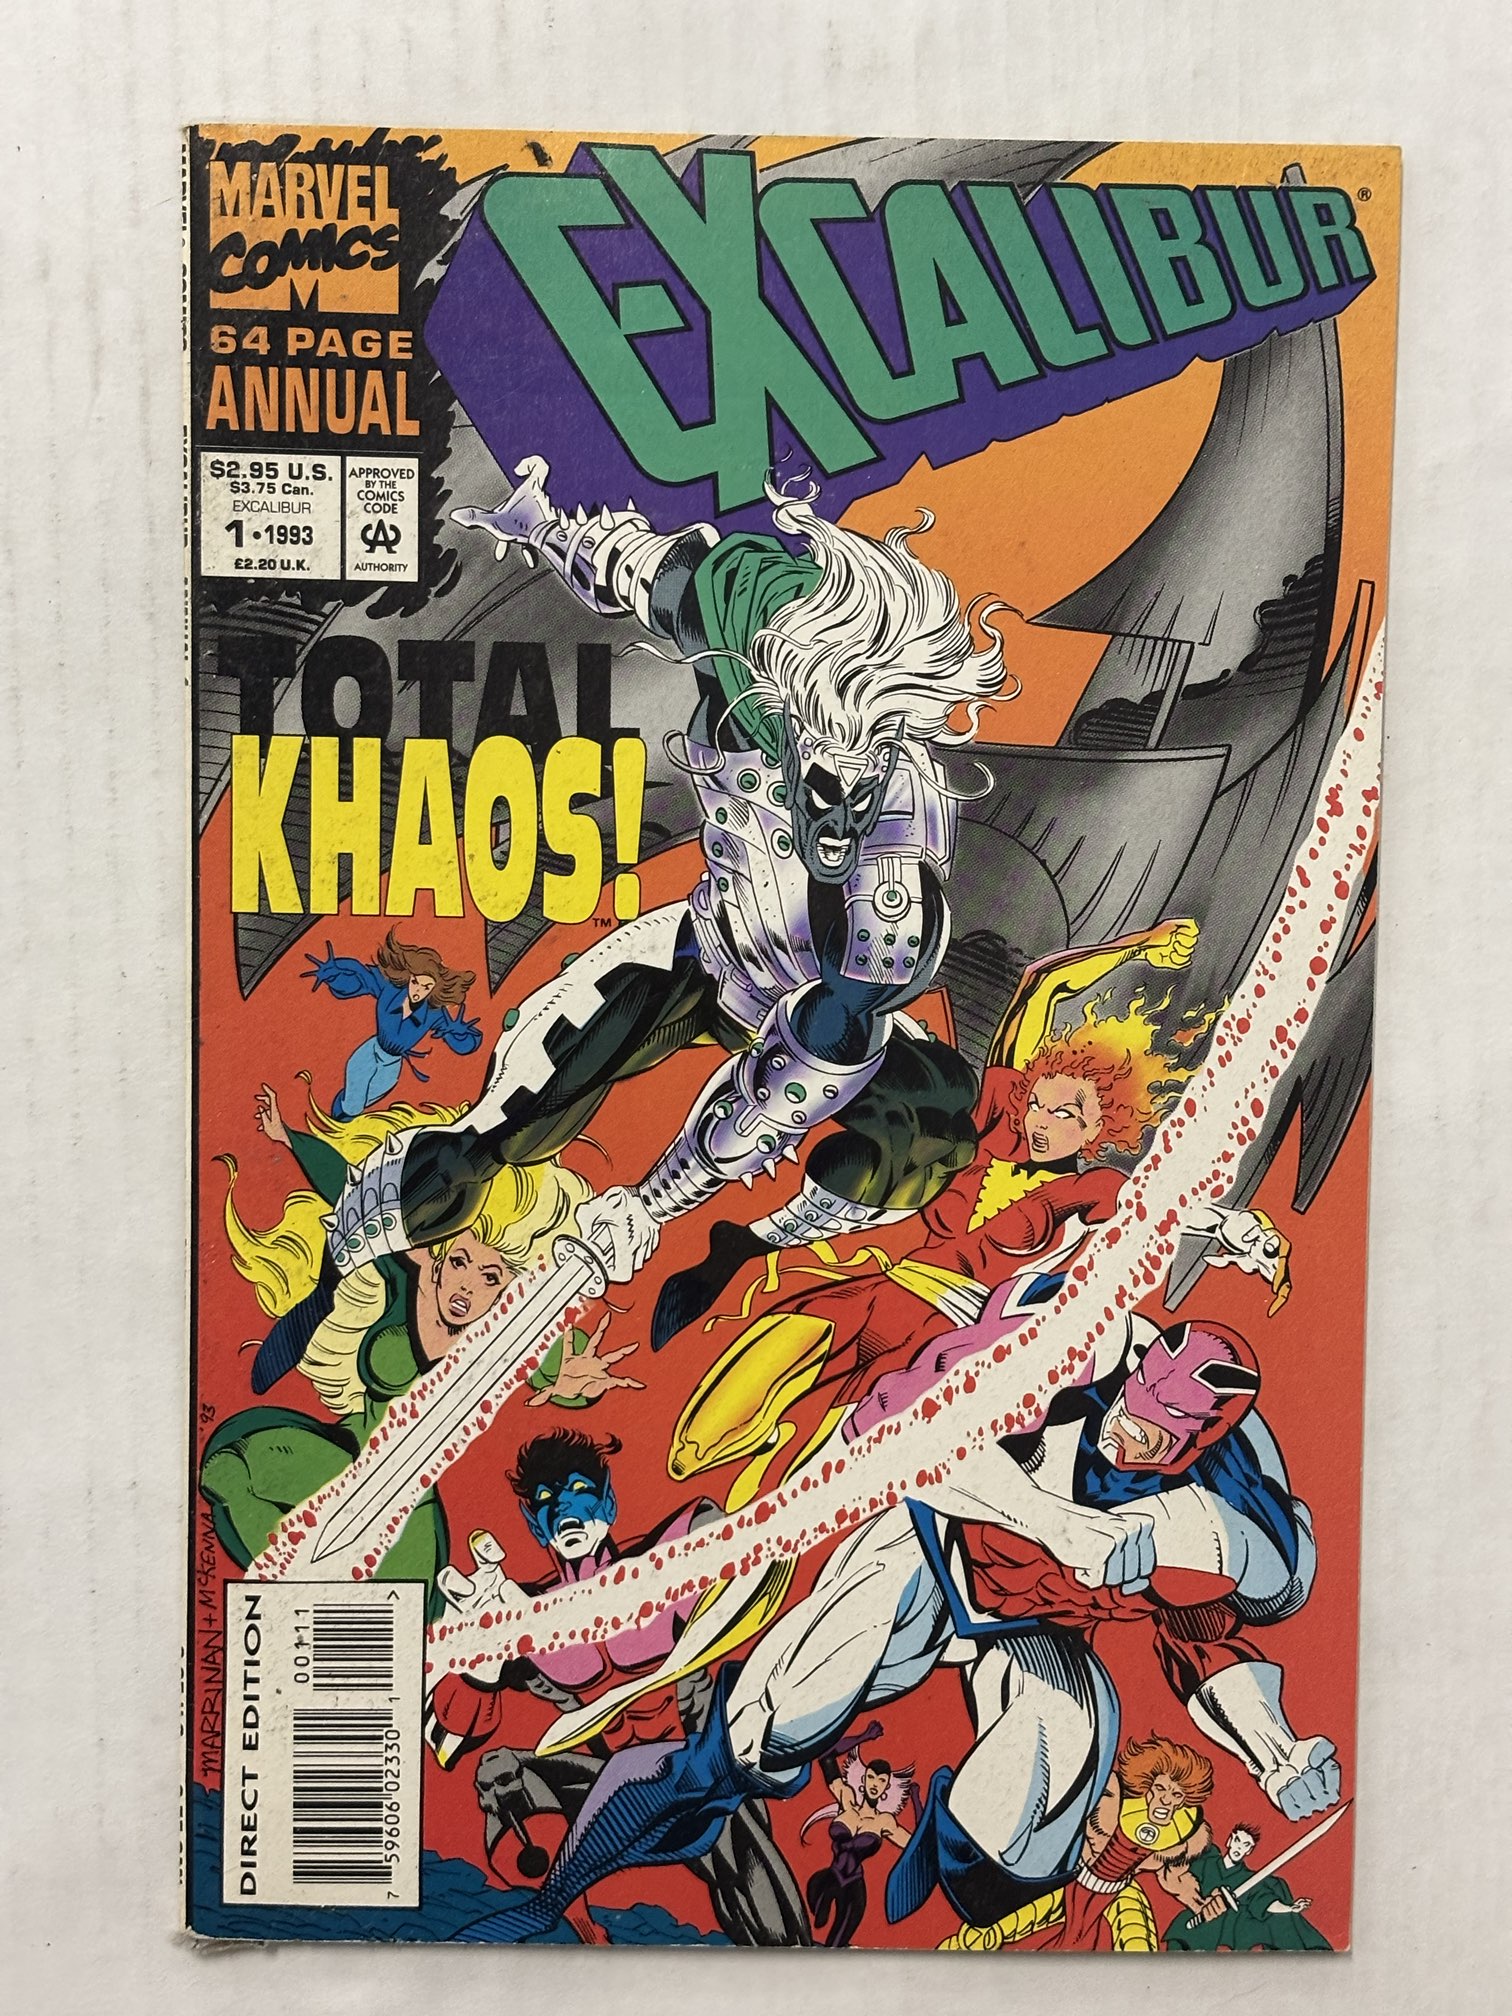 MARVEL
COMICS
M
64 PAGE
ANNUAL
$2.95 U.S.
$3.75 Can.
EXCALIBUR
1•1993
£2.20 U.K.
APPROVED
BY THE
COMICS
CODE
CA
AUTHORITY
EXCALIBUR®
TOTAL
KHAOS!™
'93
MARRINAN + McKENNA
DIRECT EDITION
00111
7 59606 02330 1